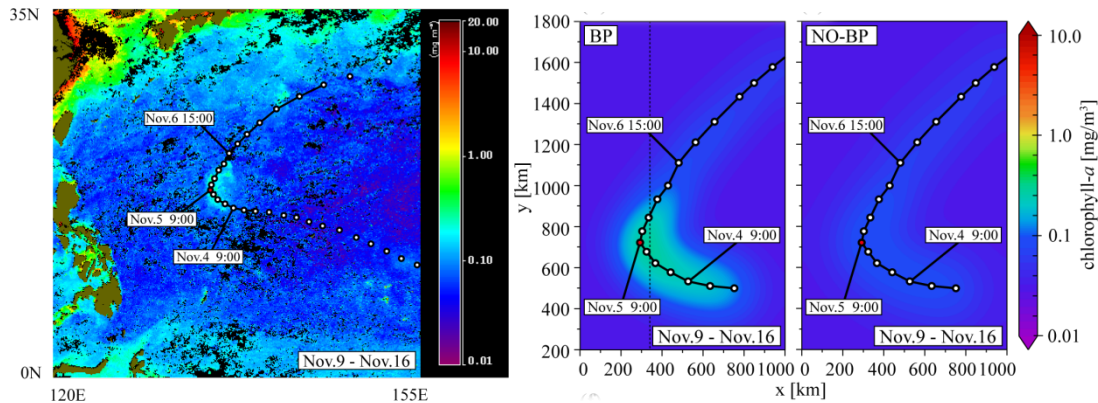 35N
0N
120E
155E
20.00
10.00
1.00
0.10
0.01
(mg m⁻³)
Nov.6 15:00
Nov.5 9:00
Nov.4 9:00
Nov.9 - Nov.16
1800
1600
1400
1200
1000
800
600
400
200
y [km]
BP
Nov.6 15:00
Nov.4 9:00
Nov.5 9:00
Nov.9 - Nov.16
0 200 400 600 800 1000
NO-BP
Nov.6 15:00
Nov.4 9:00
Nov.5 9:00
Nov.9 - Nov.16
0 200 400 600 800 1000
x [km]
10.0
1.0
0.1
0.01
chlorophyll-a [mg/m³]